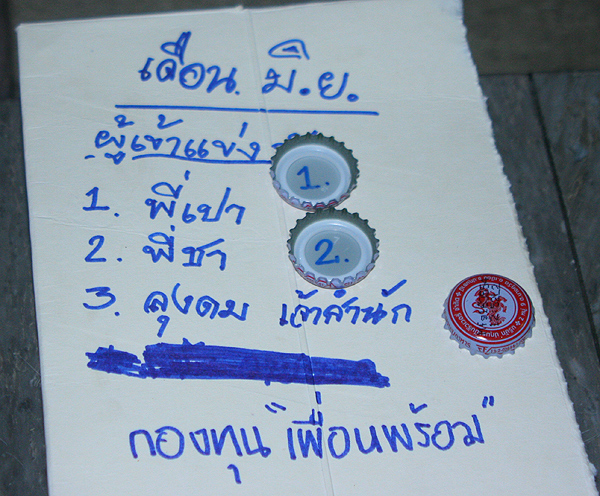 เดือน มิ.ย.
ผู้เข้าแข่ง
1. พี่เปา
1.
2. พี่ชา
2.
3. ลุงดม เจ้าสำนัก
กองทุน "เพื่อนพร้อม"